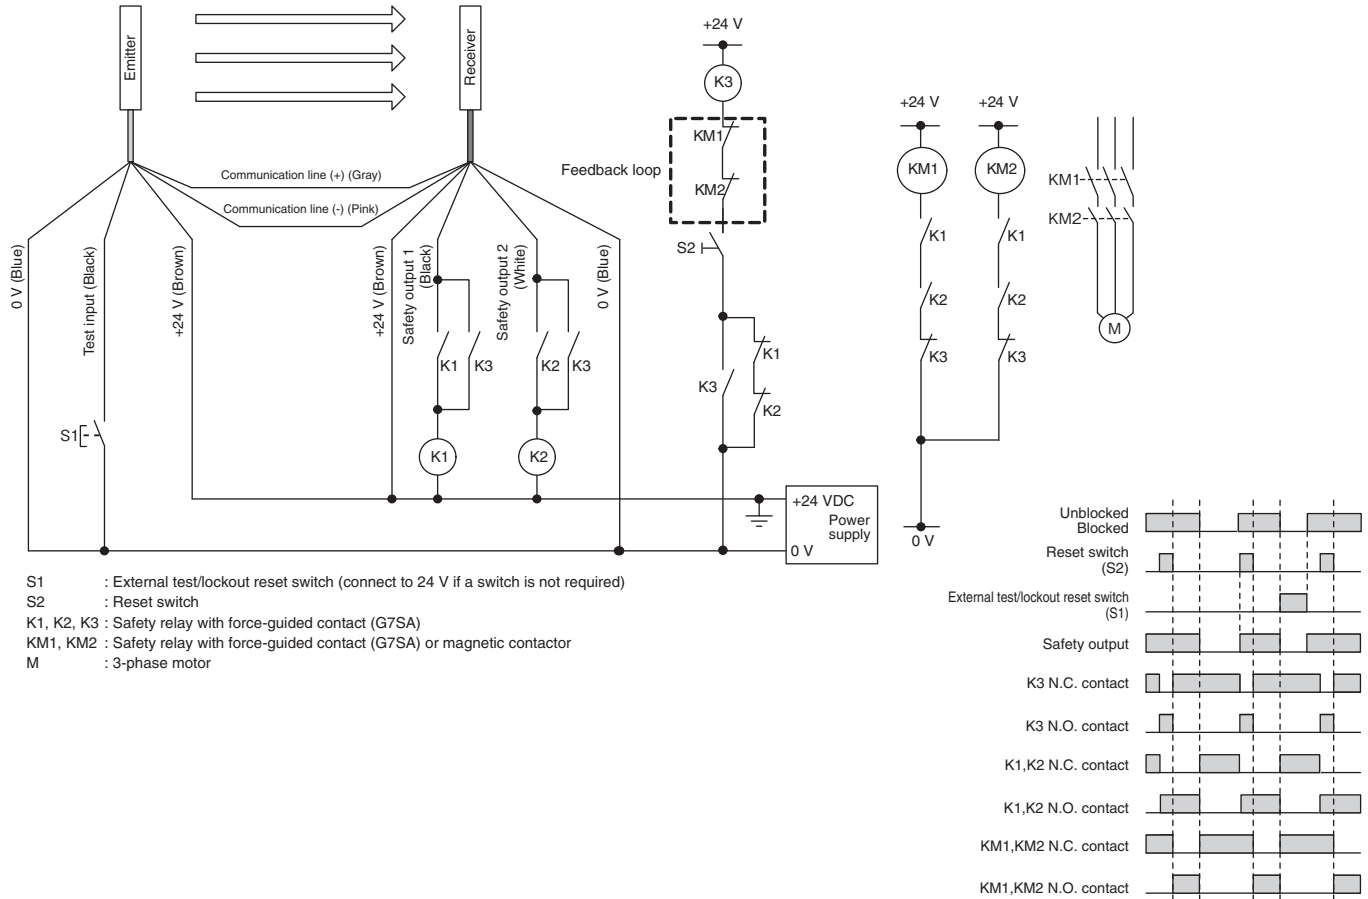 Emitter
Receiver
Communication line (+) (Gray)
Communication line (-) (Pink)
0 V (Blue)
Test input (Black)
+24 V (Brown)
+24 V (Brown)
Safety output 1
(Black)
Safety output 2
(White)
0 V (Blue)
S1
K1
K3
K2
K3
K1
K2
+24 V
K3
KM1
Feedback loop
KM2
S2
K1
K3
K2
+24 VDC
Power
supply
0 V
+24 V
+24 V
KM1
KM2
K1
K1
K2
K2
K3
K3
0 V
KM1
KM2
M
S1 : External test/lockout reset switch (connect to 24 V if a switch is not required)
S2 : Reset switch
K1, K2, K3 : Safety relay with force-guided contact (G7SA)
KM1, KM2 : Safety relay with force-guided contact (G7SA) or magnetic contactor
M : 3-phase motor
Unblocked
Blocked
Reset switch
(S2)
External test/lockout reset switch
(S1)
Safety output
K3 N.C. contact
K3 N.O. contact
K1,K2 N.C. contact
K1,K2 N.O. contact
KM1,KM2 N.C. contact
KM1,KM2 N.O. contact